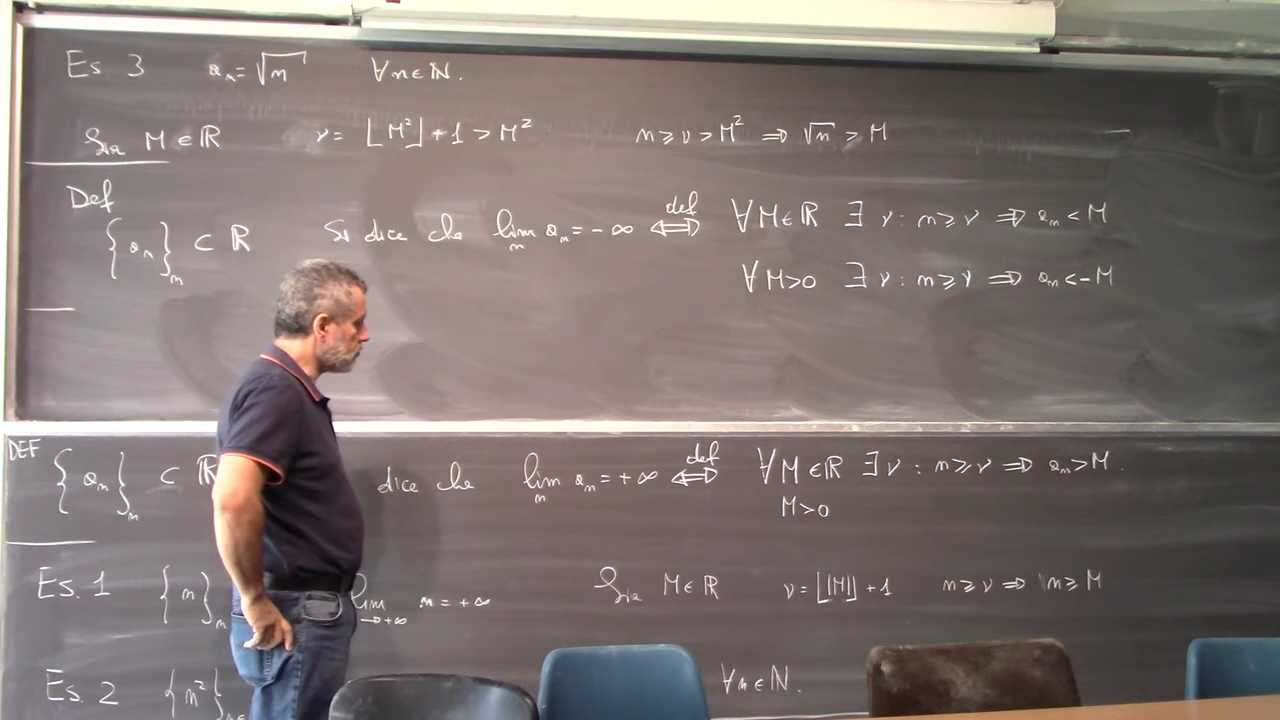 Es 3 aₙ = √n ∀n∈ℕ.
Sia M∈ℝ ν = ⌊M²⌋+1 > M² n ⩾ ν > M² ⇒ √n > M
Def
{aₙ}ₙ ⊂ ℝ Si dice che lim aₙ = -∞ ⇔ ∀M∈ℝ ∃ ν : n⩾ν ⇒ aₙ < M
n def
∀M>0 ∃ ν : n⩾ν ⇒ aₙ < -M
DEF
{aₙ}ₙ ⊂ ℝ dice che lim aₙ = +∞ ⇔ ∀M∈ℝ ∃ν : n⩾ν ⇒ aₙ > M.
n def
M>0
Es. 1 {n}ₙ lim n = +∞ Sia M∈ℝ ν = ⌊|M|⌋+1 n⩾ν ⇒ n⩾M
→+∞
Es. 2 {n²}ₙ ∀n∈ℕ.